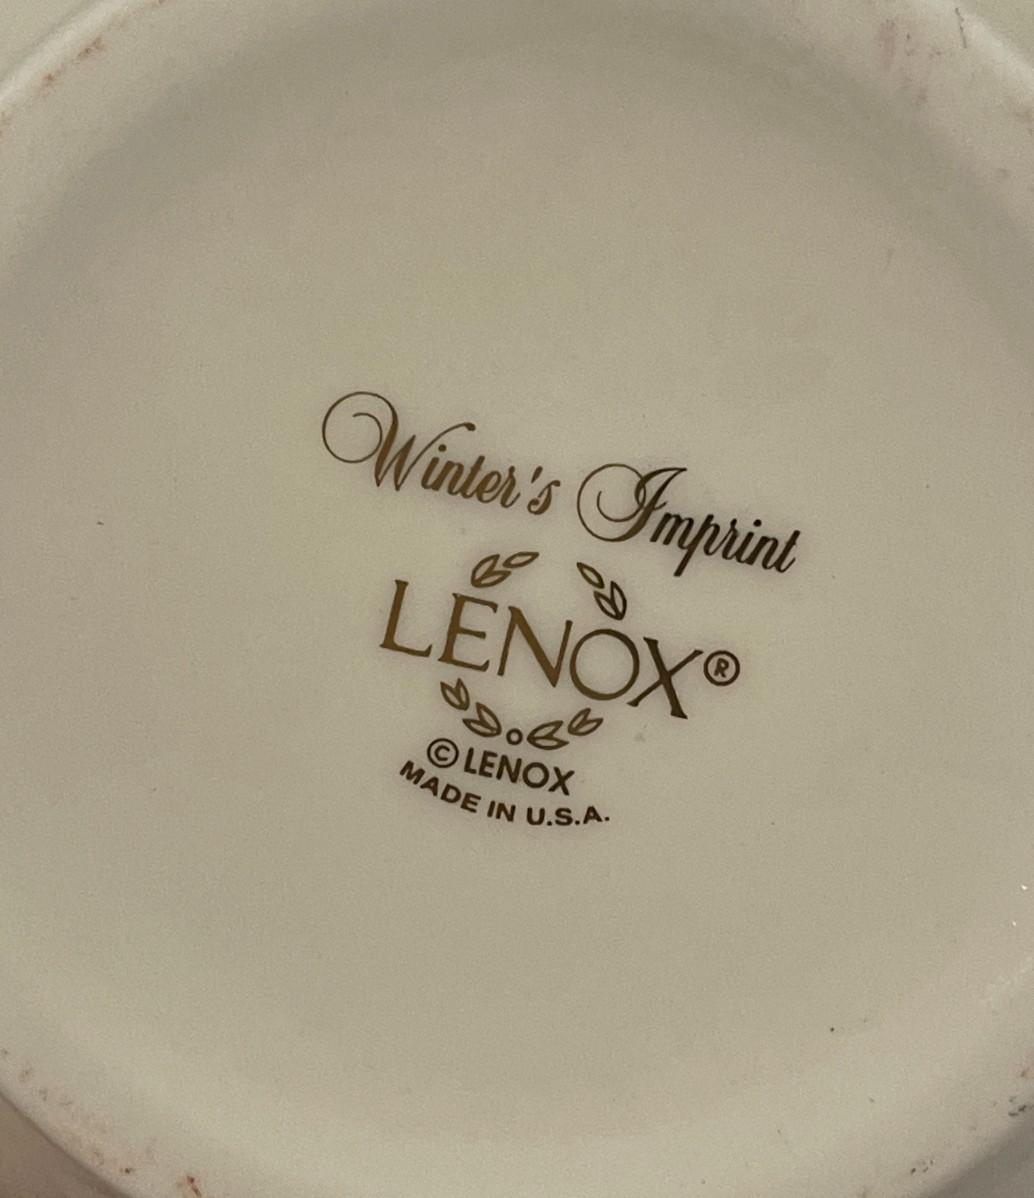 Winter's Imprint
LENOX®
© LENOX
MADE IN U.S.A.